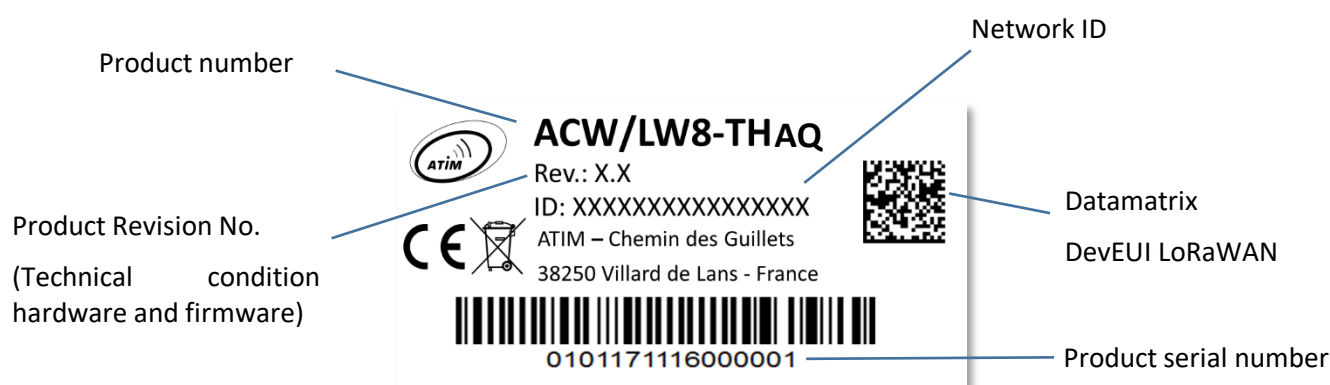 Network ID
Product number
ACW/LW8-THAQ
ATIM
Rev.: X.X
ID: XXXXXXXXXXXXXXXX
Product Revision No.
(Technical condition
hardware and firmware)
CE
ATIM – Chemin des Guillets
38250 Villard de Lans - France
Datamatrix
DevEUI LoRaWAN
0101171116000001
Product serial number